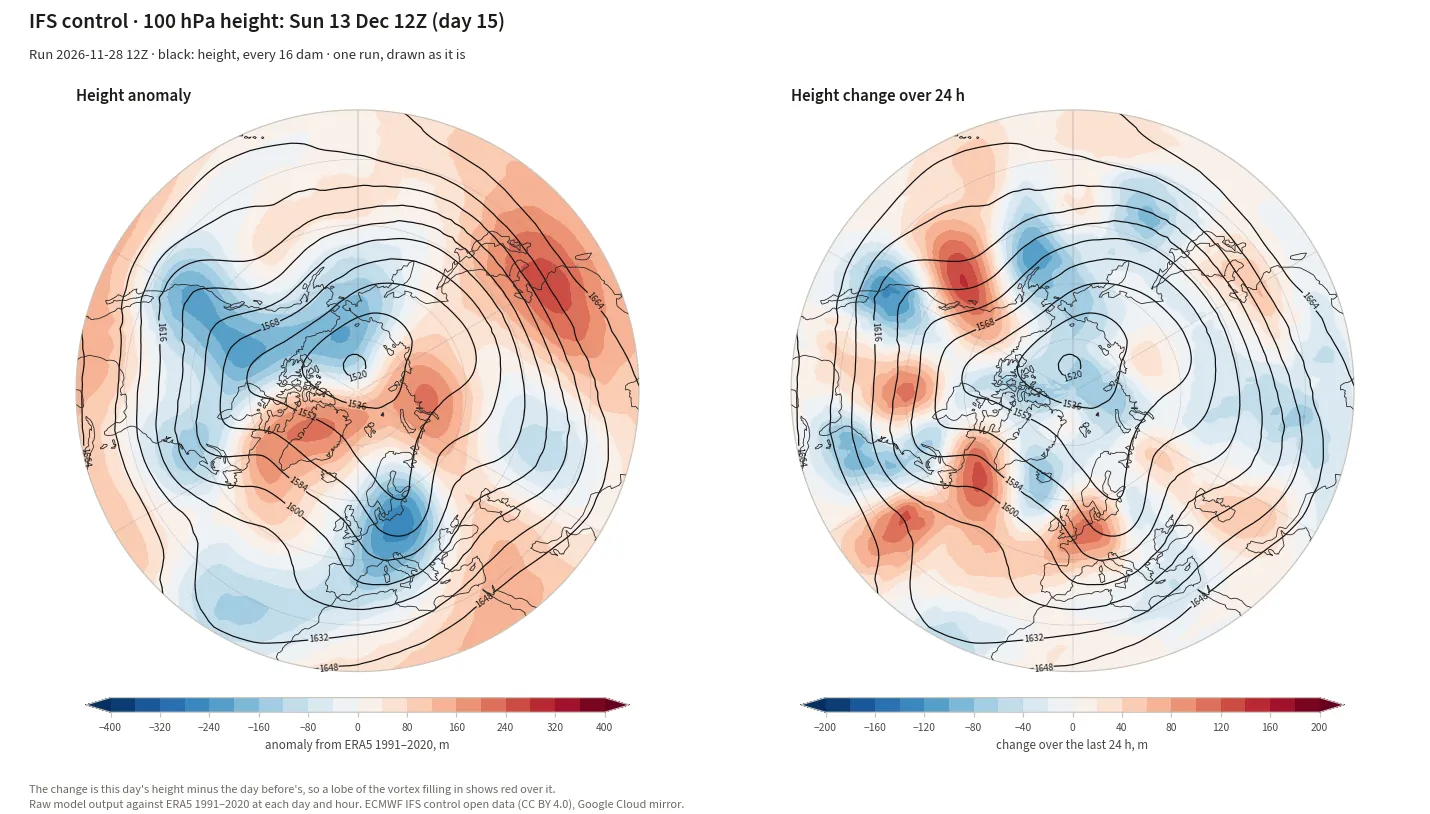 IFS control · 100 hPa height: Sun 13 Dec 12Z (day 15)
Run 2026-11-28 12Z · black: height, every 16 dam · one run, drawn as it is
Height anomaly
Height change over 24 h
1664
1616
1568
1520
1536
1552
1584
1600
1664
1648
1632
1648
1664
1616
1568
1520
1536
1552
1584
1600
1664
1648
1632
1648
−400 −320 −240 −160 −80 0 80 160 240 320 400
anomaly from ERA5 1991–2020, m
−200 −160 −120 −80 −40 0 40 80 120 160 200
change over the last 24 h, m
The change is this day's height minus the day before's, so a lobe of the vortex filling in shows red over it.
Raw model output against ERA5 1991–2020 at each day and hour. ECMWF IFS control open data (CC BY 4.0), Google Cloud mirror.